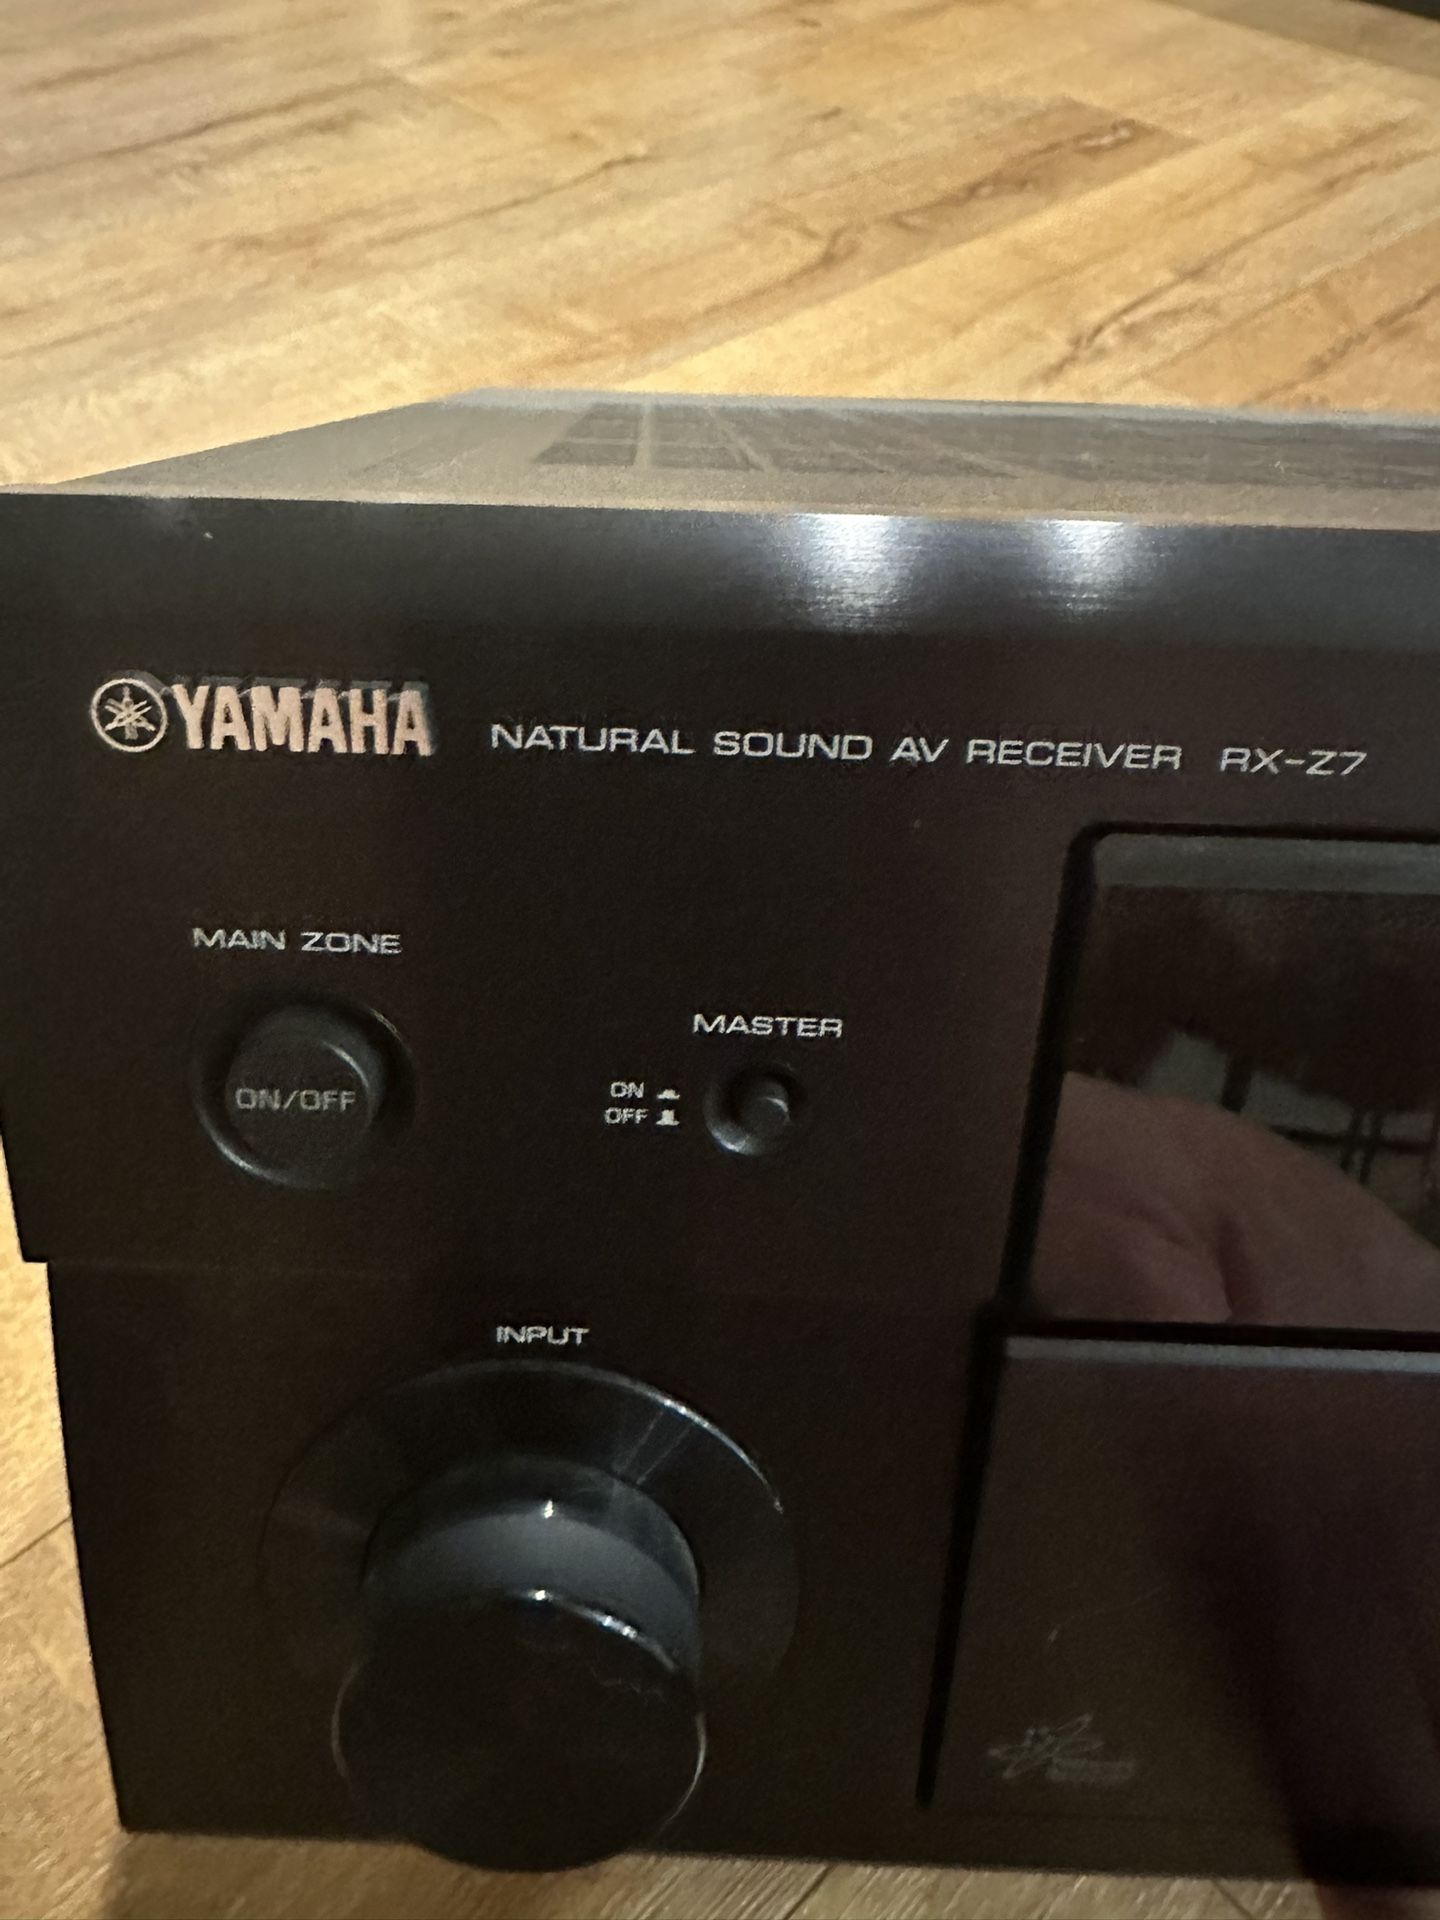 YAMAHA NATURAL SOUND AV RECEIVER RX-Z7
MAIN ZONE
ON/OFF
MASTER
ON
OFF
INPUT